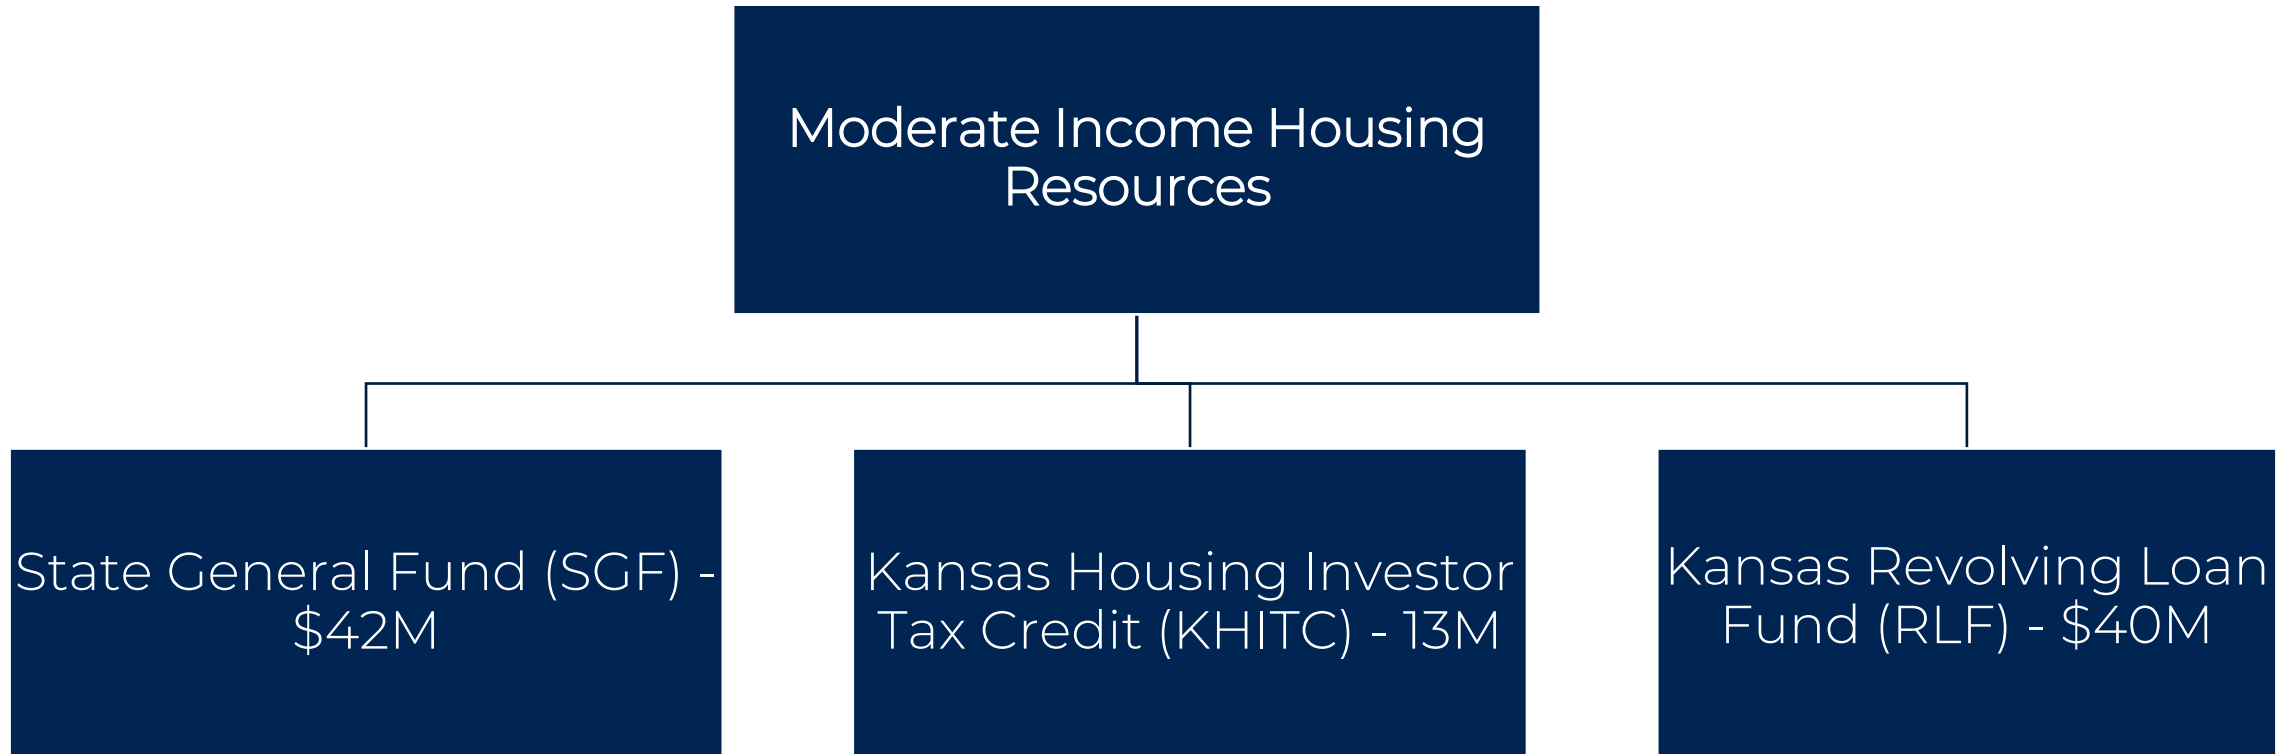 Moderate Income Housing
Resources
State General Fund (SGF) -
$42M
Kansas Housing Investor
Tax Credit (KHITC) - 13M
Kansas Revolving Loan
Fund (RLF) - $40M